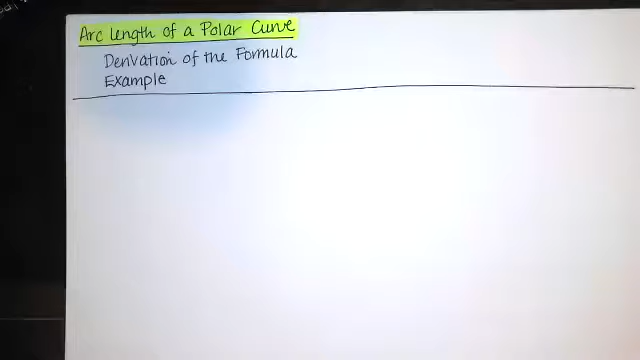 Arc Length of a Polar Curve
Derivation of the Formula
Example